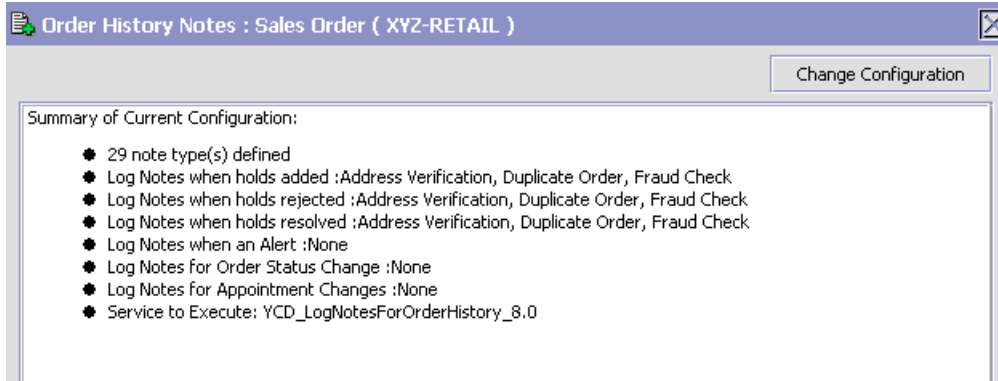 Order History Notes : Sales Order ( XYZ-RETAIL )
Change Configuration
Summary of Current Configuration:
29 note type(s) defined
Log Notes when holds added :Address Verification, Duplicate Order, Fraud Check
Log Notes when holds rejected :Address Verification, Duplicate Order, Fraud Check
Log Notes when holds resolved :Address Verification, Duplicate Order, Fraud Check
Log Notes when an Alert :None
Log Notes for Order Status Change :None
Log Notes for Appointment Changes :None
Service to Execute: YCD_LogNotesForOrderHistory_8.0